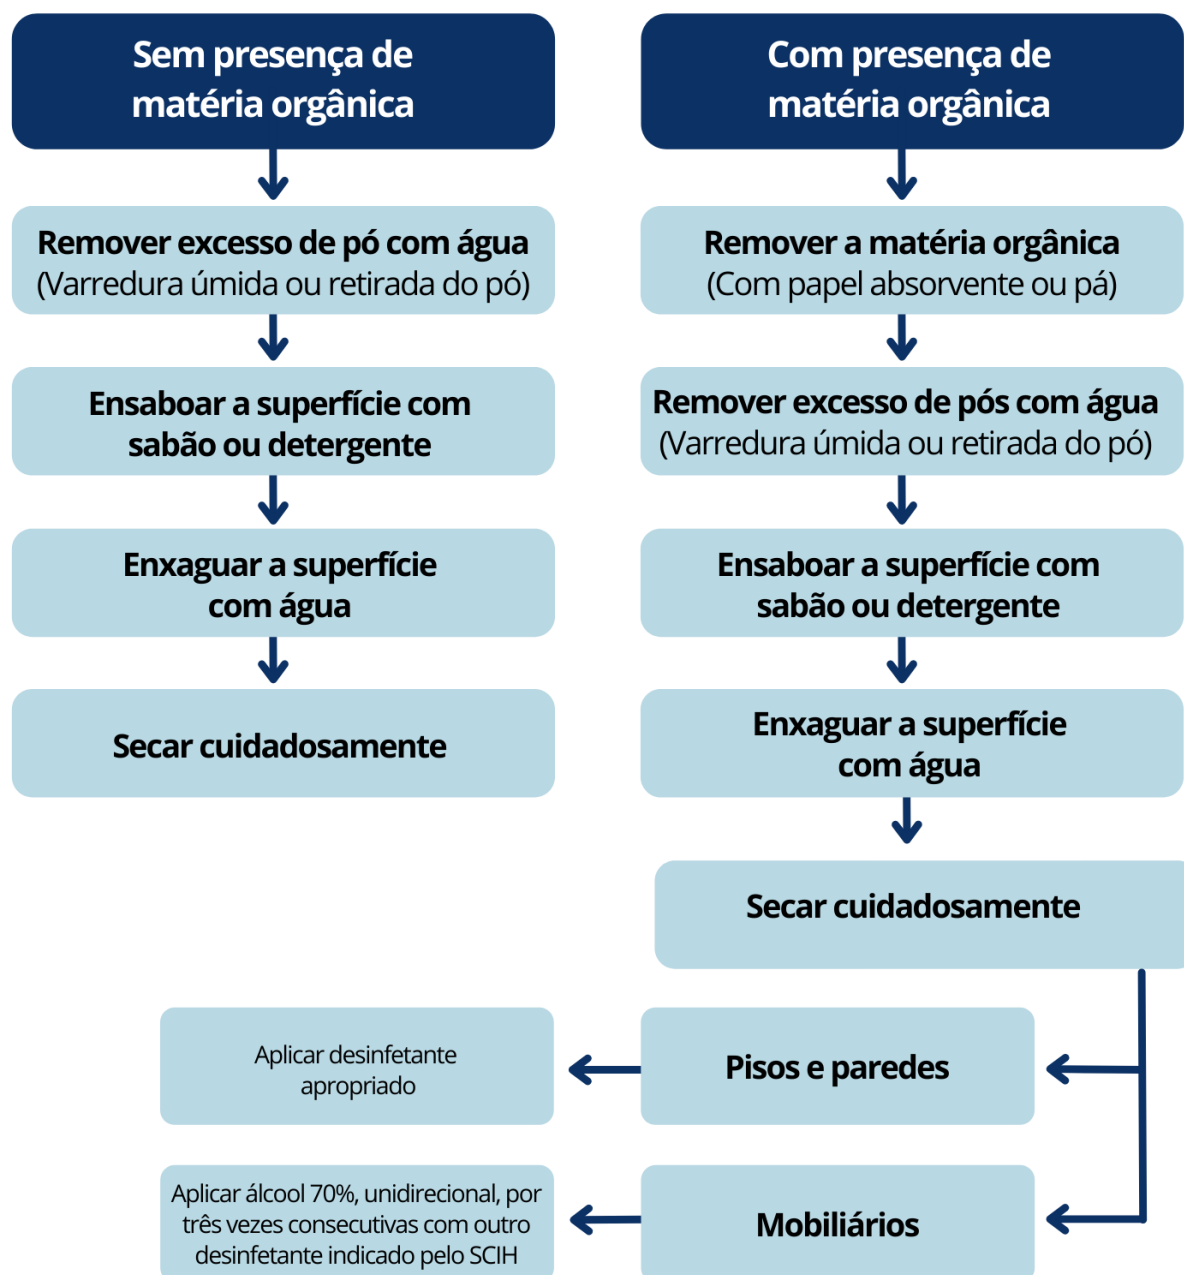 Sem presença de
matéria orgânica
Remover excesso de pó com água
(Varredura úmida ou retirada do pó)
Ensaboar a superfície com
sabão ou detergente
Enxaguar a superfície
com água
Secar cuidadosamente
Com presença de
matéria orgânica
Remover a matéria orgânica
(Com papel absorvente ou pá)
Remover excesso de pós com água
(Varredura úmida ou retirada do pó)
Ensaboar a superfície com
sabão ou detergente
Enxaguar a superfície
com água
Secar cuidadosamente
Pisos e paredes
Aplicar desinfetante
apropriado
Mobiliários
Aplicar álcool 70%, unidirecional, por
três vezes consecutivas com outro
desinfetante indicado pelo SCIH